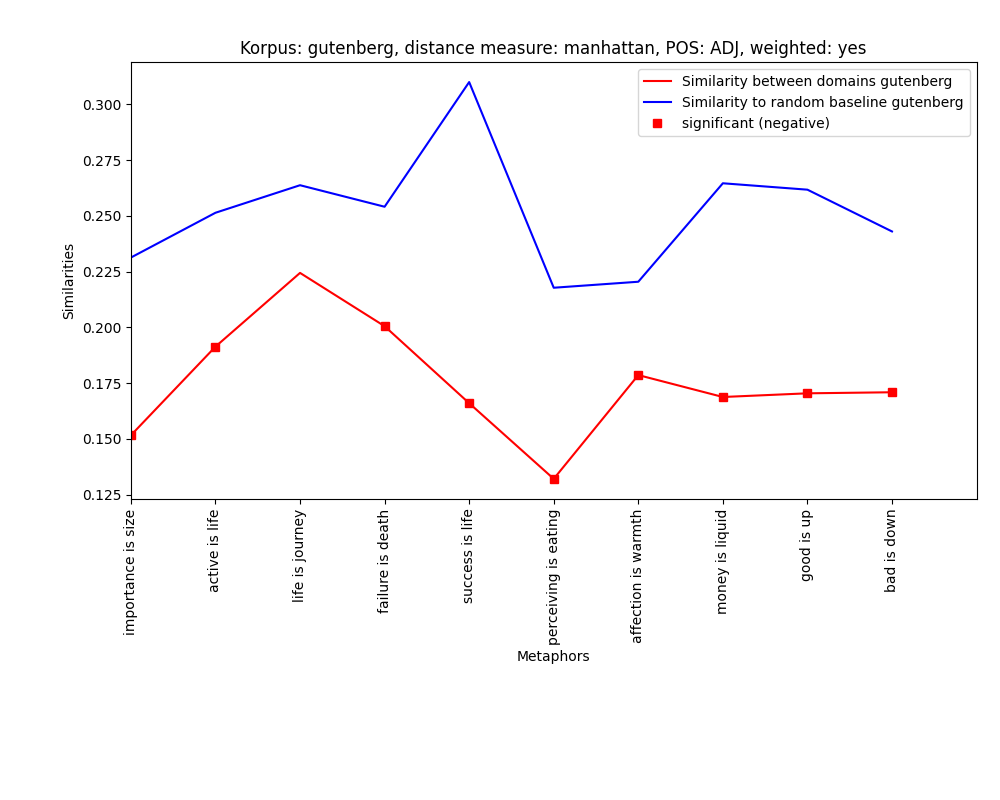 Korpus: gutenberg, distance measure: manhattan, POS: ADJ, weighted: yes
Similarity between domains gutenberg
Similarity to random baseline gutenberg
significant (negative)
0.300
0.275
0.250
0.225
0.200
0.175
0.150
0.125
Similarities
importance is size
active is life
life is journey
failure is death
success is life
perceiving is eating
affection is warmth
money is liquid
good is up
bad is down
Metaphors